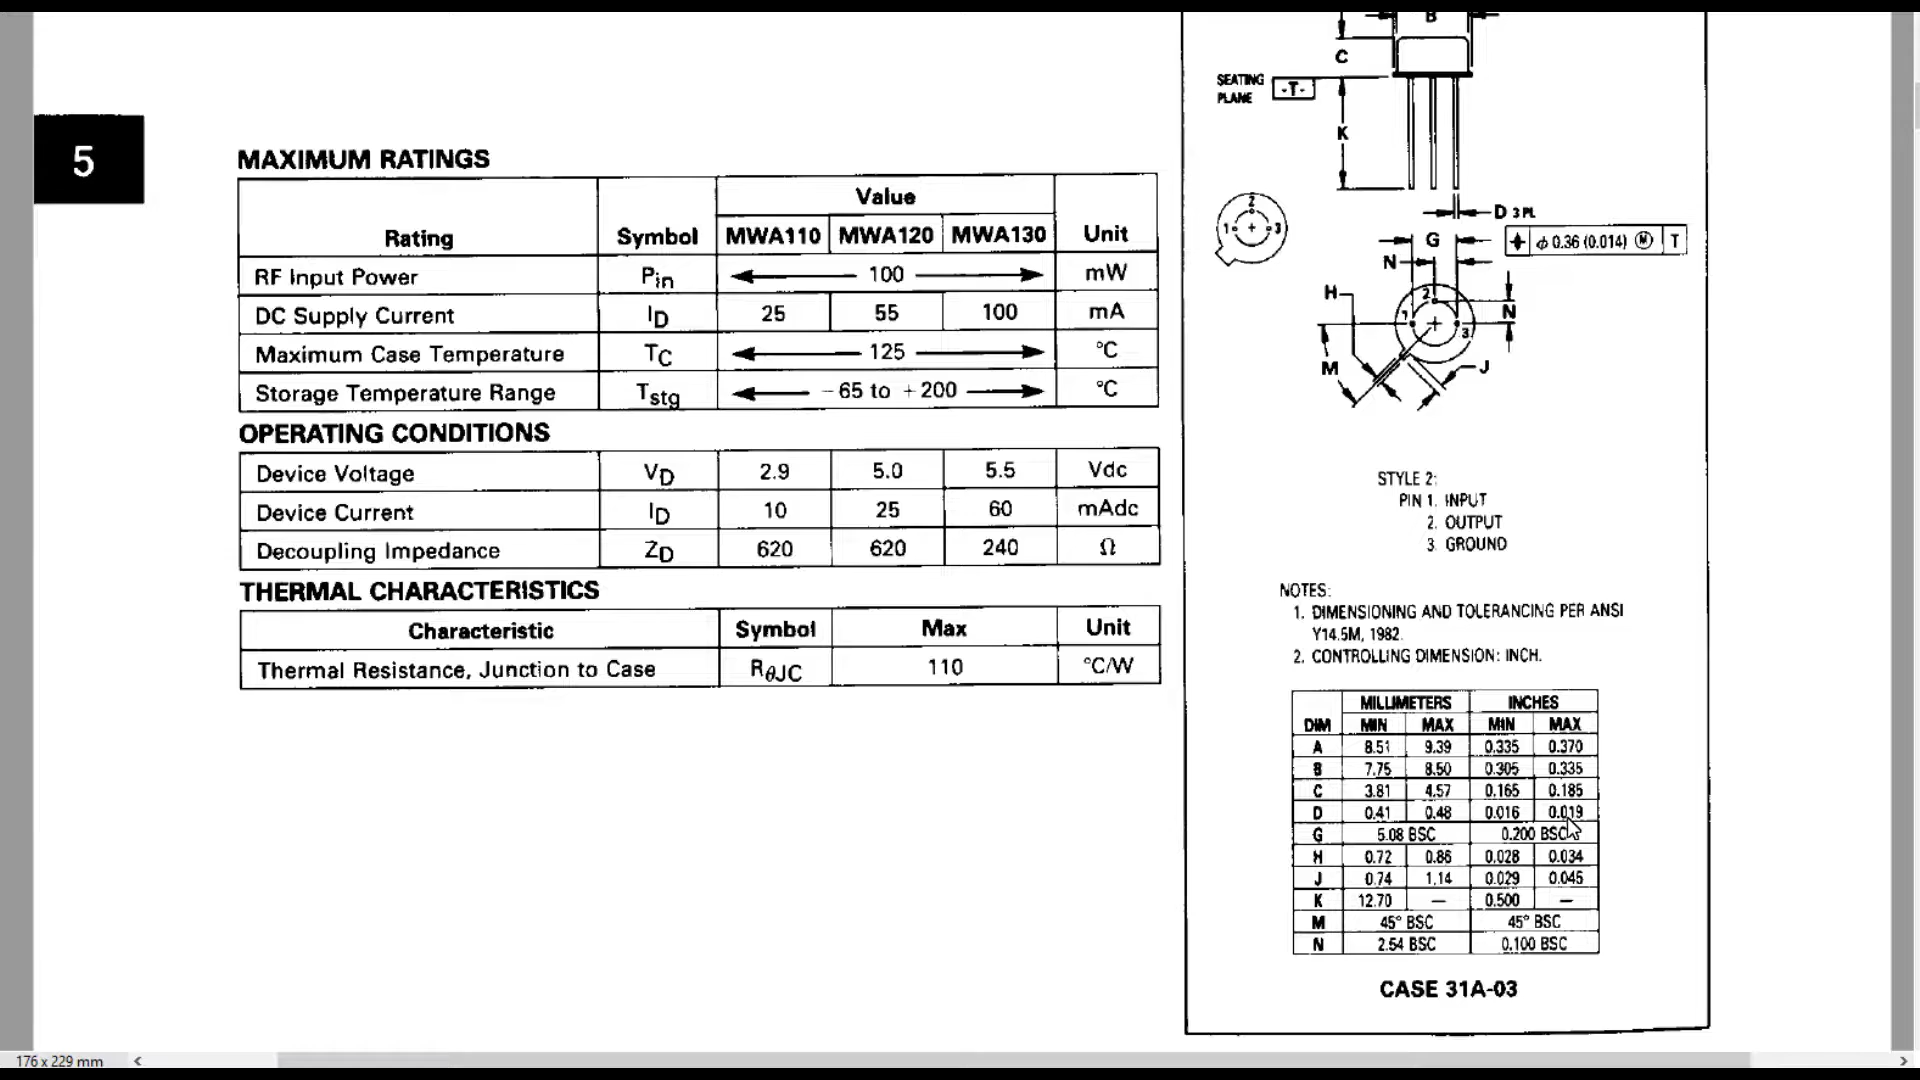 5
MAXIMUM RATINGS
Rating Symbol Value Unit
MWA110 MWA120 MWA130
RF Input Power Pin 100 mW
DC Supply Current ID 25 55 100 mA
Maximum Case Temperature TC 125 °C
Storage Temperature Range Tstg −65 to +200 °C
OPERATING CONDITIONS
Device Voltage VD 2.9 5.0 5.5 Vdc
Device Current ID 10 25 60 mAdc
Decoupling Impedance ZD 620 620 240 Ω
THERMAL CHARACTERISTICS
Characteristic Symbol Max Unit
Thermal Resistance, Junction to Case RθJC 110 °C/W
B
C
SEATING
PLANE
-T-
K
2
1 3
D 3 PL
G
⌀ 0.36 (0.014) Ⓜ T
N
H
2
N
1
3
M
J
STYLE 2:
PIN 1. INPUT
2. OUTPUT
3. GROUND
NOTES:
1. DIMENSIONING AND TOLERANCING PER ANSI
Y14.5M, 1982.
2. CONTROLLING DIMENSION: INCH.
MILLIMETERS INCHES
DIM MIN MAX MIN MAX
A 8.51 9.39 0.335 0.370
B 7.75 8.50 0.305 0.335
C 3.81 4.57 0.165 0.185
D 0.41 0.48 0.016 0.019
G 5.08 BSC 0.200 BSC
H 0.72 0.86 0.028 0.034
J 0.74 1.14 0.029 0.045
K 12.70 — 0.500 —
M 45° BSC 45° BSC
N 2.54 BSC 0.100 BSC
CASE 31A-03
176 x 229 mm